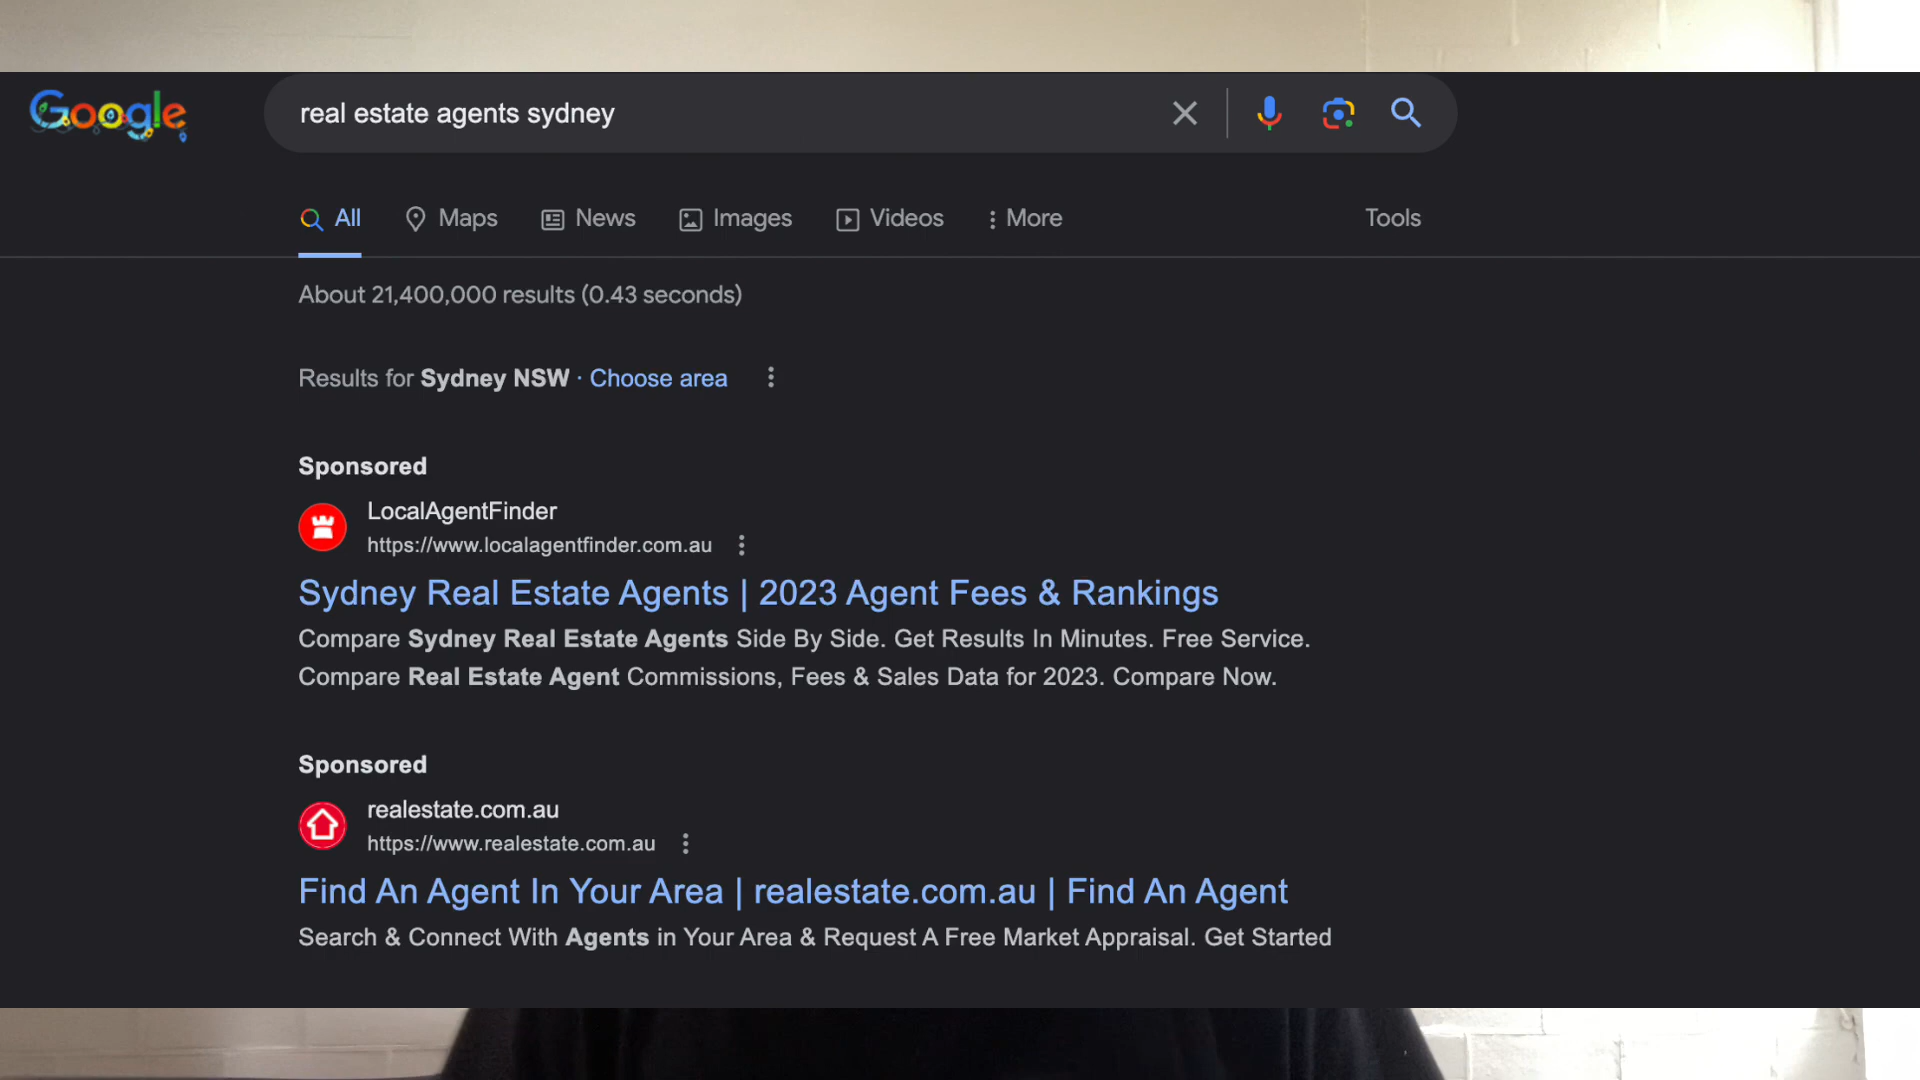 Google
real estate agents sydney
All
Maps
News
Images
Videos
More
Tools
About 21,400,000 results (0.43 seconds)
Results for Sydney NSW · Choose area
Sponsored
LocalAgentFinder
https://www.localagentfinder.com.au
Sydney Real Estate Agents | 2023 Agent Fees & Rankings
Compare Sydney Real Estate Agents Side By Side. Get Results In Minutes. Free Service.
Compare Real Estate Agent Commissions, Fees & Sales Data for 2023. Compare Now.
Sponsored
realestate.com.au
https://www.realestate.com.au
Find An Agent In Your Area | realestate.com.au | Find An Agent
Search & Connect With Agents in Your Area & Request A Free Market Appraisal. Get Started